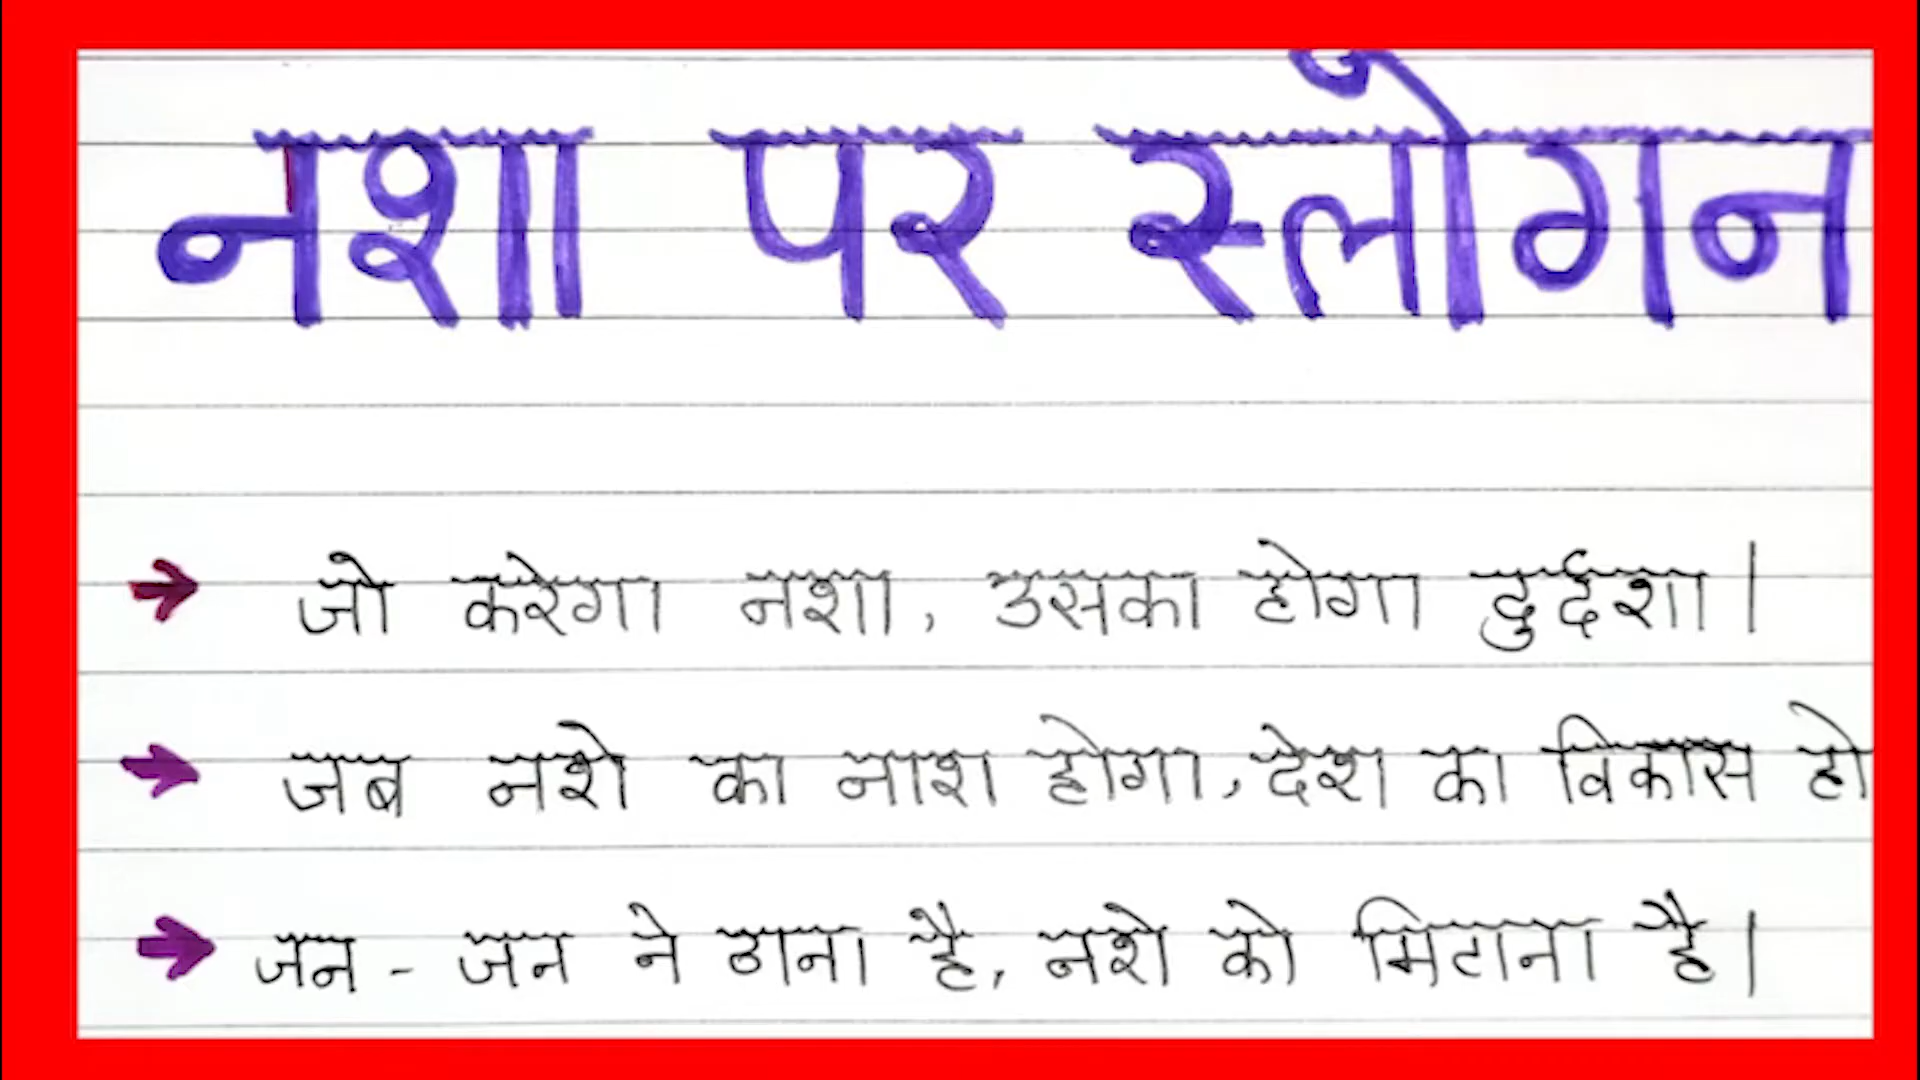 नशा पर स्लोगन
जो करेगा नशा, उसका होगा दुर्दशा।
जब नशे का नाश होगा, देश का विकास हो
जन - जन ने ठाना है, नशे को मिटाना है।